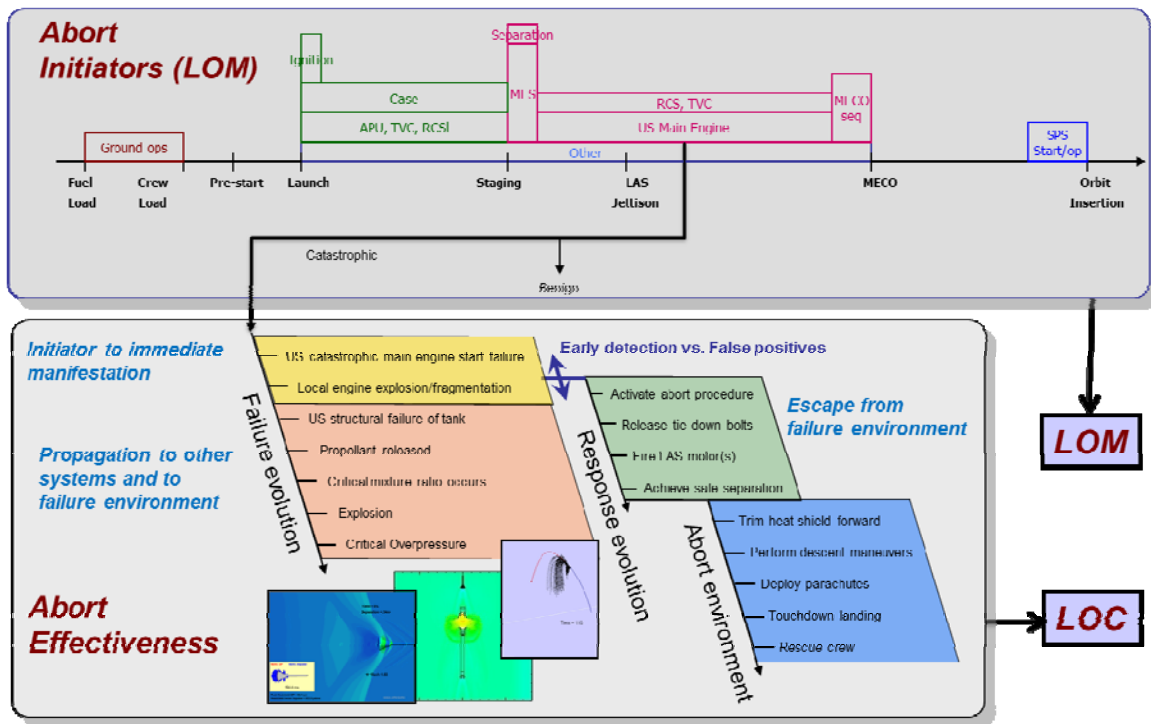 Abort
Initiators (LOM)
Ignition
Separation
Case
MES
RCS, TVC
MECO
seq
APU, TVC, RCSl
US Main Engine
Ground ops
Other
SPS
Start/op
Fuel
Load
Crew
Load
Pre-start
Launch
Staging
LAS
Jettison
MECO
Orbit
Insertion
Catastrophic
Benign
Initiator to immediate
manifestation
US catastrophic main engine start failure
Local engine explosion/fragmentation
Early detection vs. False positives
Propagation to other
systems and to
failure environment
Failure evolution
US structural failure of tank
Propellant released
Critical mixture ratio occurs
Explosion
Critical Overpressure
Response evolution
Activate abort procedure
Release tie down bolts
Fire LAS motor(s)
Achieve safe separation
Escape from
failure environment
Abort environment
Trim heat shield forward
Perform descent maneuvers
Deploy parachutes
Touchdown landing
Rescue crew
Abort
Effectiveness
LOM
LOC